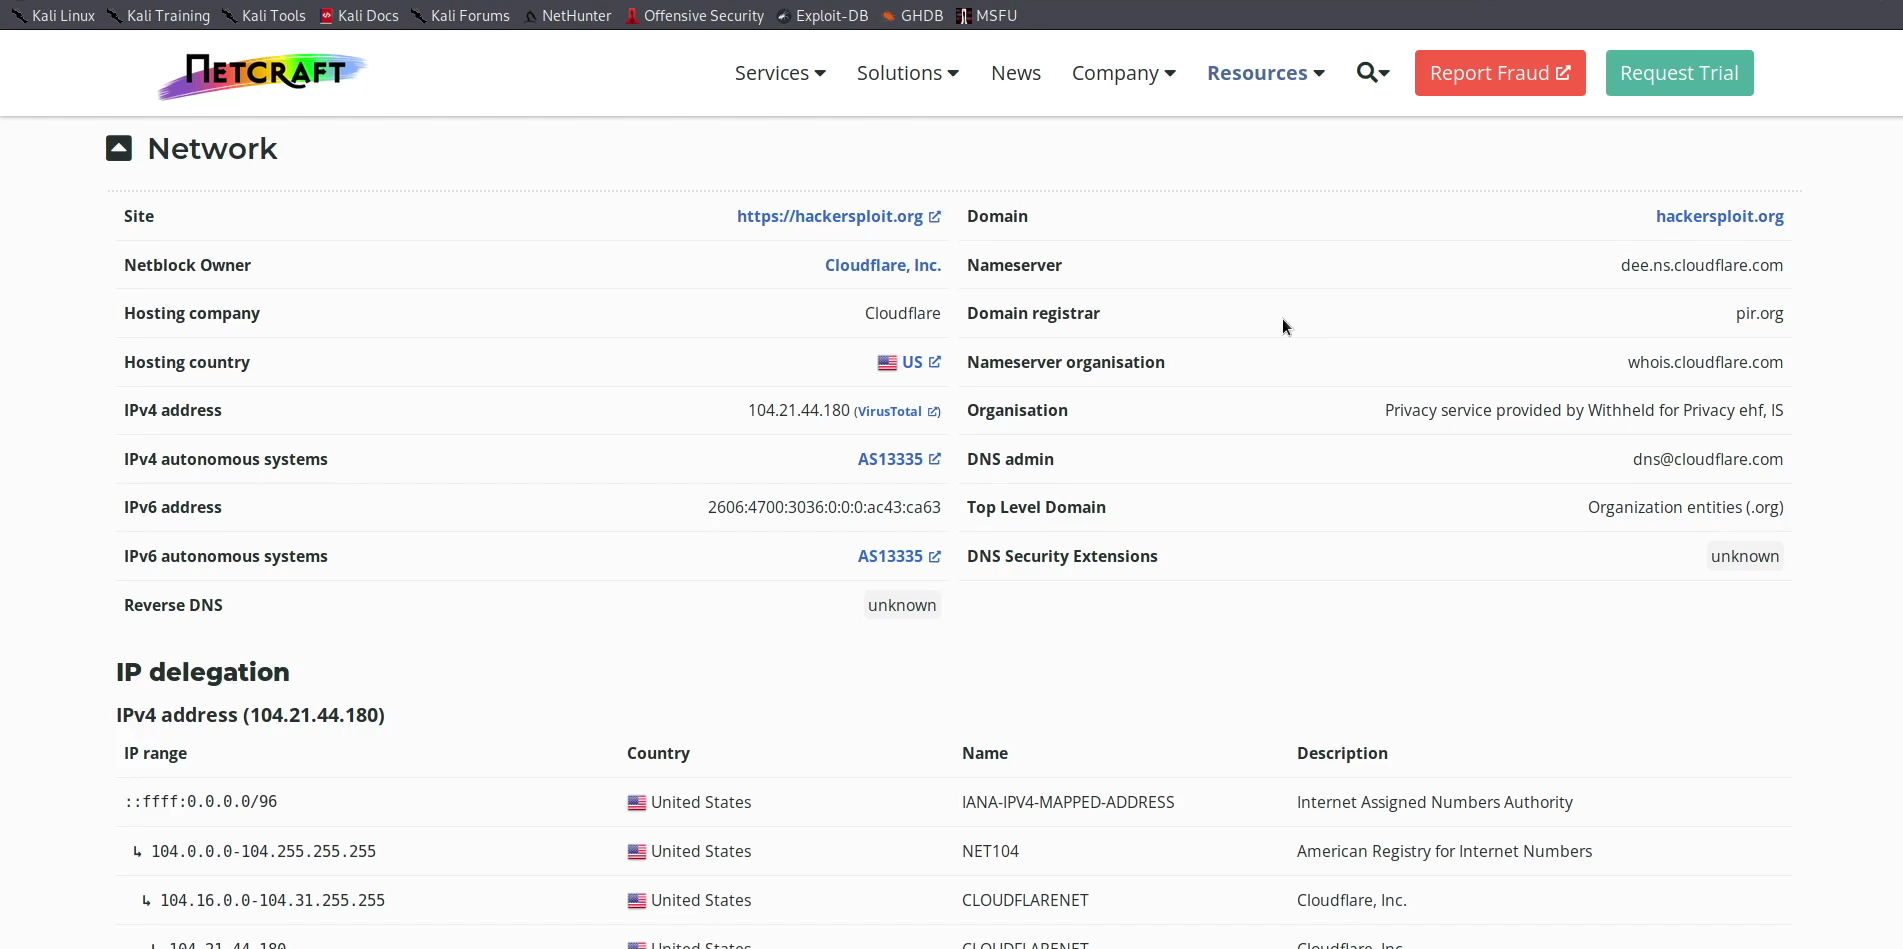 Kali Linux Kali Training Kali Tools Kali Docs Kali Forums NetHunter Offensive Security Exploit-DB GHDB MSFU
NETCRAFT Services Solutions News Company Resources Report Fraud Request Trial
Network
Site https://hackersploit.org Domain hackersploit.org
Netblock Owner Cloudflare, Inc. Nameserver dee.ns.cloudflare.com
Hosting company Cloudflare Domain registrar pir.org
Hosting country US Nameserver organisation whois.cloudflare.com
IPv4 address 104.21.44.180 (VirusTotal) Organisation Privacy service provided by Withheld for Privacy ehf, IS
IPv4 autonomous systems AS13335 DNS admin dns@cloudflare.com
IPv6 address 2606:4700:3036:0:0:0:ac43:ca63 Top Level Domain Organization entities (.org)
IPv6 autonomous systems AS13335 DNS Security Extensions unknown
Reverse DNS unknown
IP delegation
IPv4 address (104.21.44.180)
IP range Country Name Description
::ffff:0.0.0.0/96 United States IANA-IPV4-MAPPED-ADDRESS Internet Assigned Numbers Authority
↳ 104.0.0.0-104.255.255.255 United States NET104 American Registry for Internet Numbers
↳ 104.16.0.0-104.31.255.255 United States CLOUDFLARENET Cloudflare, Inc.
↳ 104.21.44.180 United States CLOUDFLARENET Cloudflare, Inc.